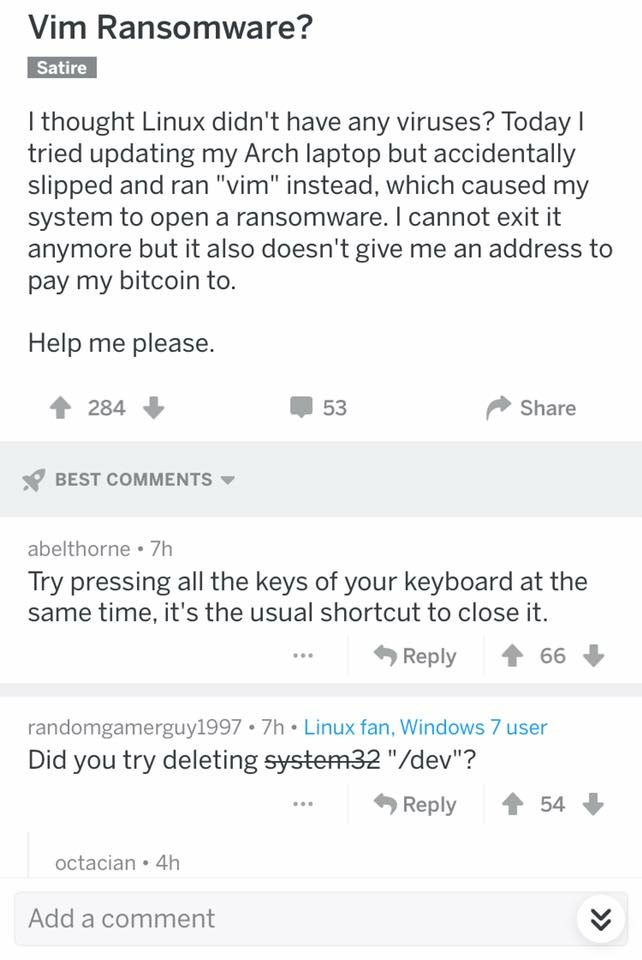 Vim Ransomware?
Satire
I thought Linux didn't have any viruses? Today I
tried updating my Arch laptop but accidentally
slipped and ran "vim" instead, which caused my
system to open a ransomware. I cannot exit it
anymore but it also doesn't give me an address to
pay my bitcoin to.
Help me please.
284 53 Share
BEST COMMENTS
abelthorne • 7h
Try pressing all the keys of your keyboard at the
same time, it's the usual shortcut to close it.
... Reply 66
randomgamerguy1997 • 7h • Linux fan, Windows 7 user
Did you try deleting system32 "/dev"?
... Reply 54
octacian • 4h
Add a comment